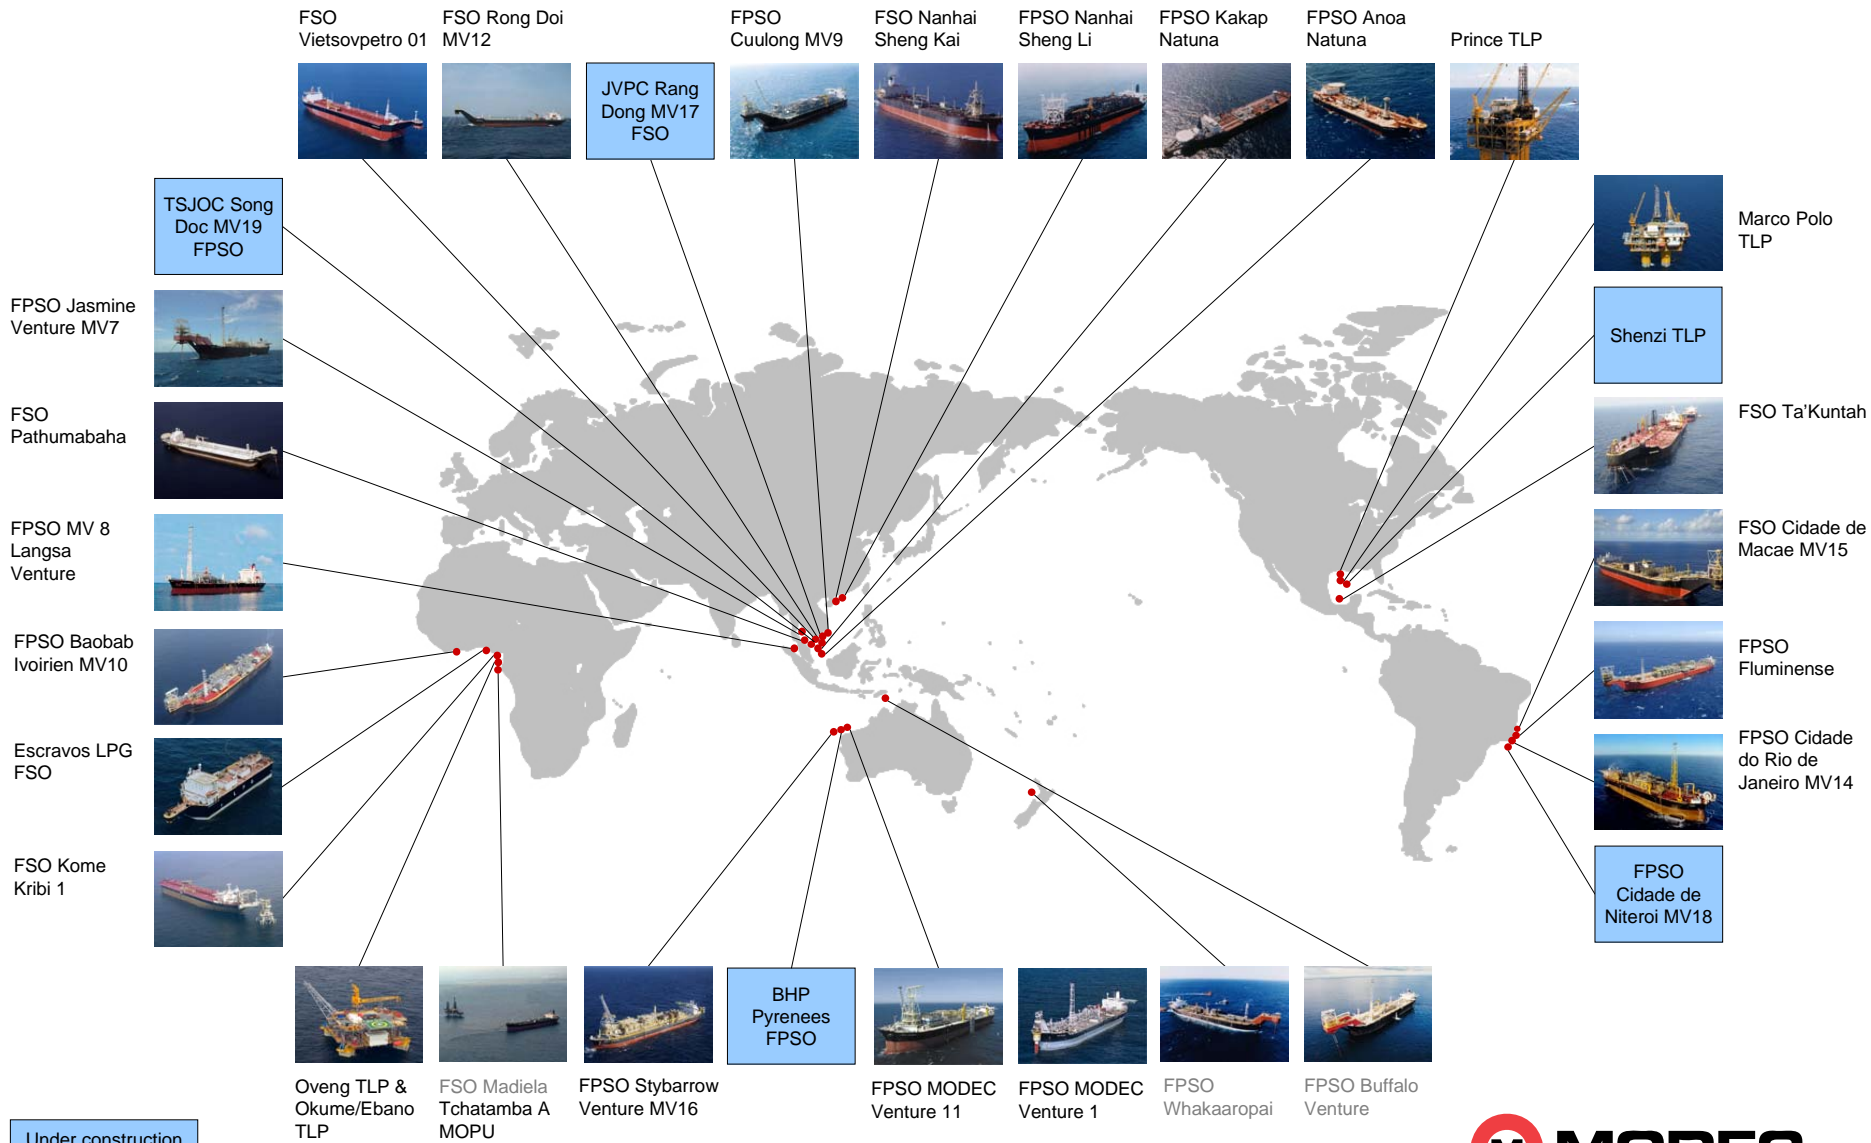 FSO
Vietsovpetro 01
FSO Rong Doi
MV12
JVPC Rang
Dong MV17
FSO
FPSO
Cuulong MV9
FSO Nanhai
Sheng Kai
FPSO Nanhai
Sheng Li
FPSO Kakap
Natuna
FPSO Anoa
Natuna
Prince TLP
TSJOC Song
Doc MV19
FPSO
Marco Polo
TLP
FPSO Jasmine
Venture MV7
Shenzi TLP
FSO
Pathumabaha
FSO Ta'Kuntah
FPSO MV 8
Langsa
Venture
FSO Cidade de
Macae MV15
FPSO Baobab
Ivoirien MV10
FPSO
Fluminense
Escravos LPG
FSO
FPSO Cidade
do Rio de
Janeiro MV14
FSO Kome
Kribi 1
FPSO
Cidade de
Niteroi MV18
Oveng TLP &
Okume/Ebano
TLP
FSO Madiela
Tchatamba A
MOPU
FPSO Stybarrow
Venture MV16
BHP
Pyrenees
FPSO
FPSO MODEC
Venture 11
FPSO MODEC
Venture 1
FPSO
Whakaaropai
FPSO Buffalo
Venture
Under construction
MODEC